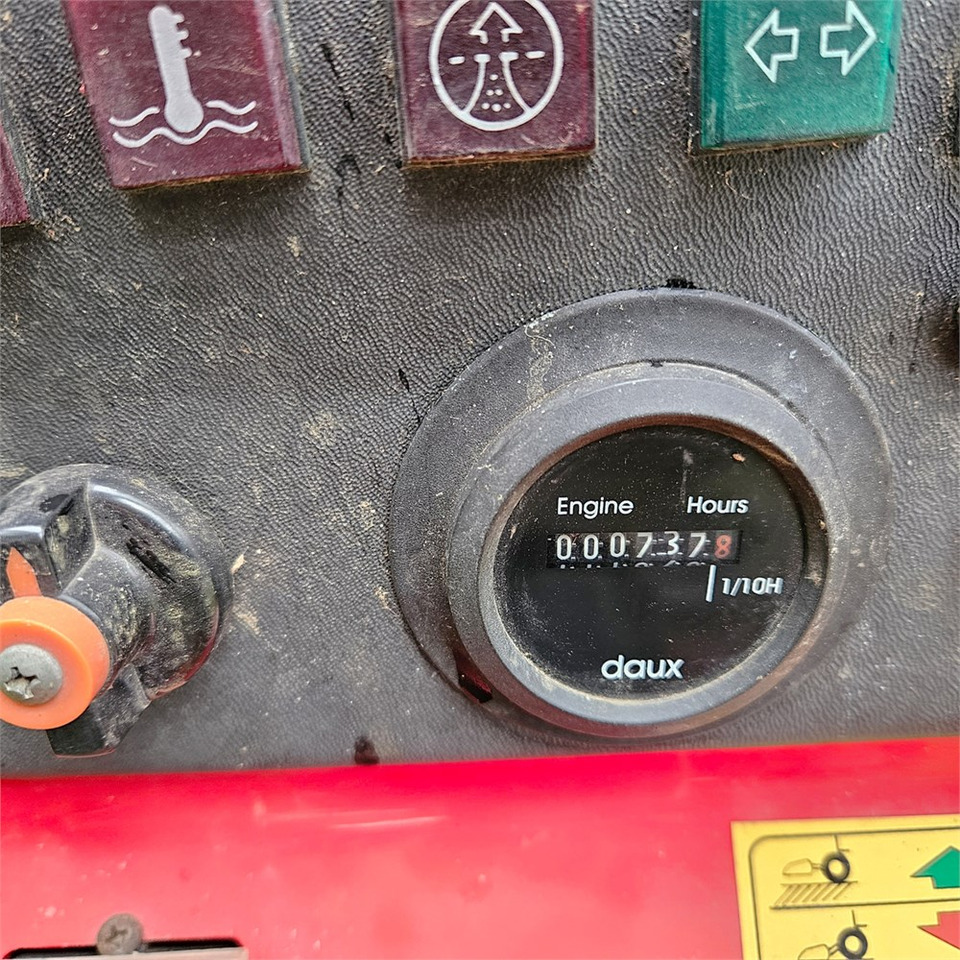 Engine Hours
0007378
1/10H
daux